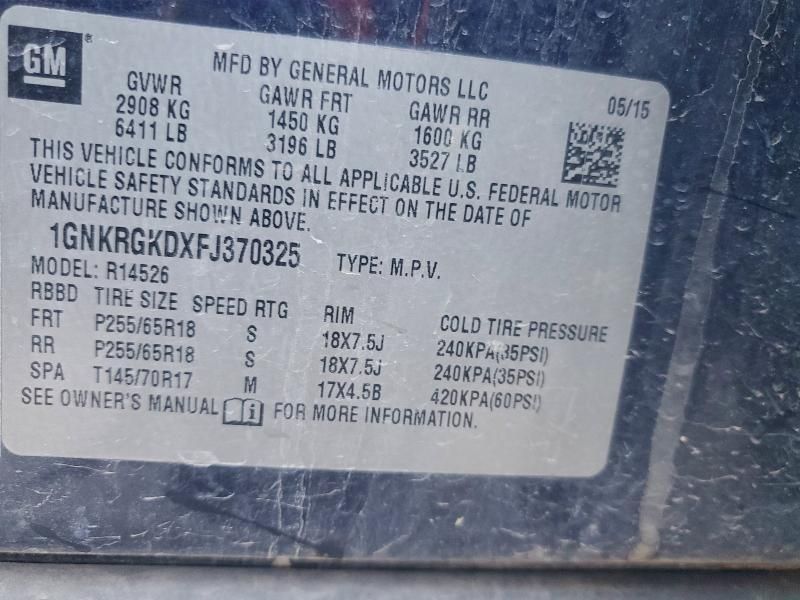 GM ®
MFD BY GENERAL MOTORS LLC
05/15
GVWR GAWR FRT GAWR RR
2908 KG 1450 KG 1600 KG
6411 LB 3196 LB 3527 LB
THIS VEHICLE CONFORMS TO ALL APPLICABLE U.S. FEDERAL MOTOR
VEHICLE SAFETY STANDARDS IN EFFECT ON THE DATE OF
MANUFACTURE SHOWN ABOVE.
1GNKRGKDXFJ370325 TYPE: M.P.V.
MODEL: R14526
RBBD TIRE SIZE SPEED RTG RIM COLD TIRE PRESSURE
FRT P255/65R18 S 18X7.5J 240KPA(35PSI)
RR P255/65R18 S 18X7.5J 240KPA(35PSI)
SPA T145/70R17 M 17X4.5B 420KPA(60PSI)
SEE OWNER'S MANUAL i FOR MORE INFORMATION.